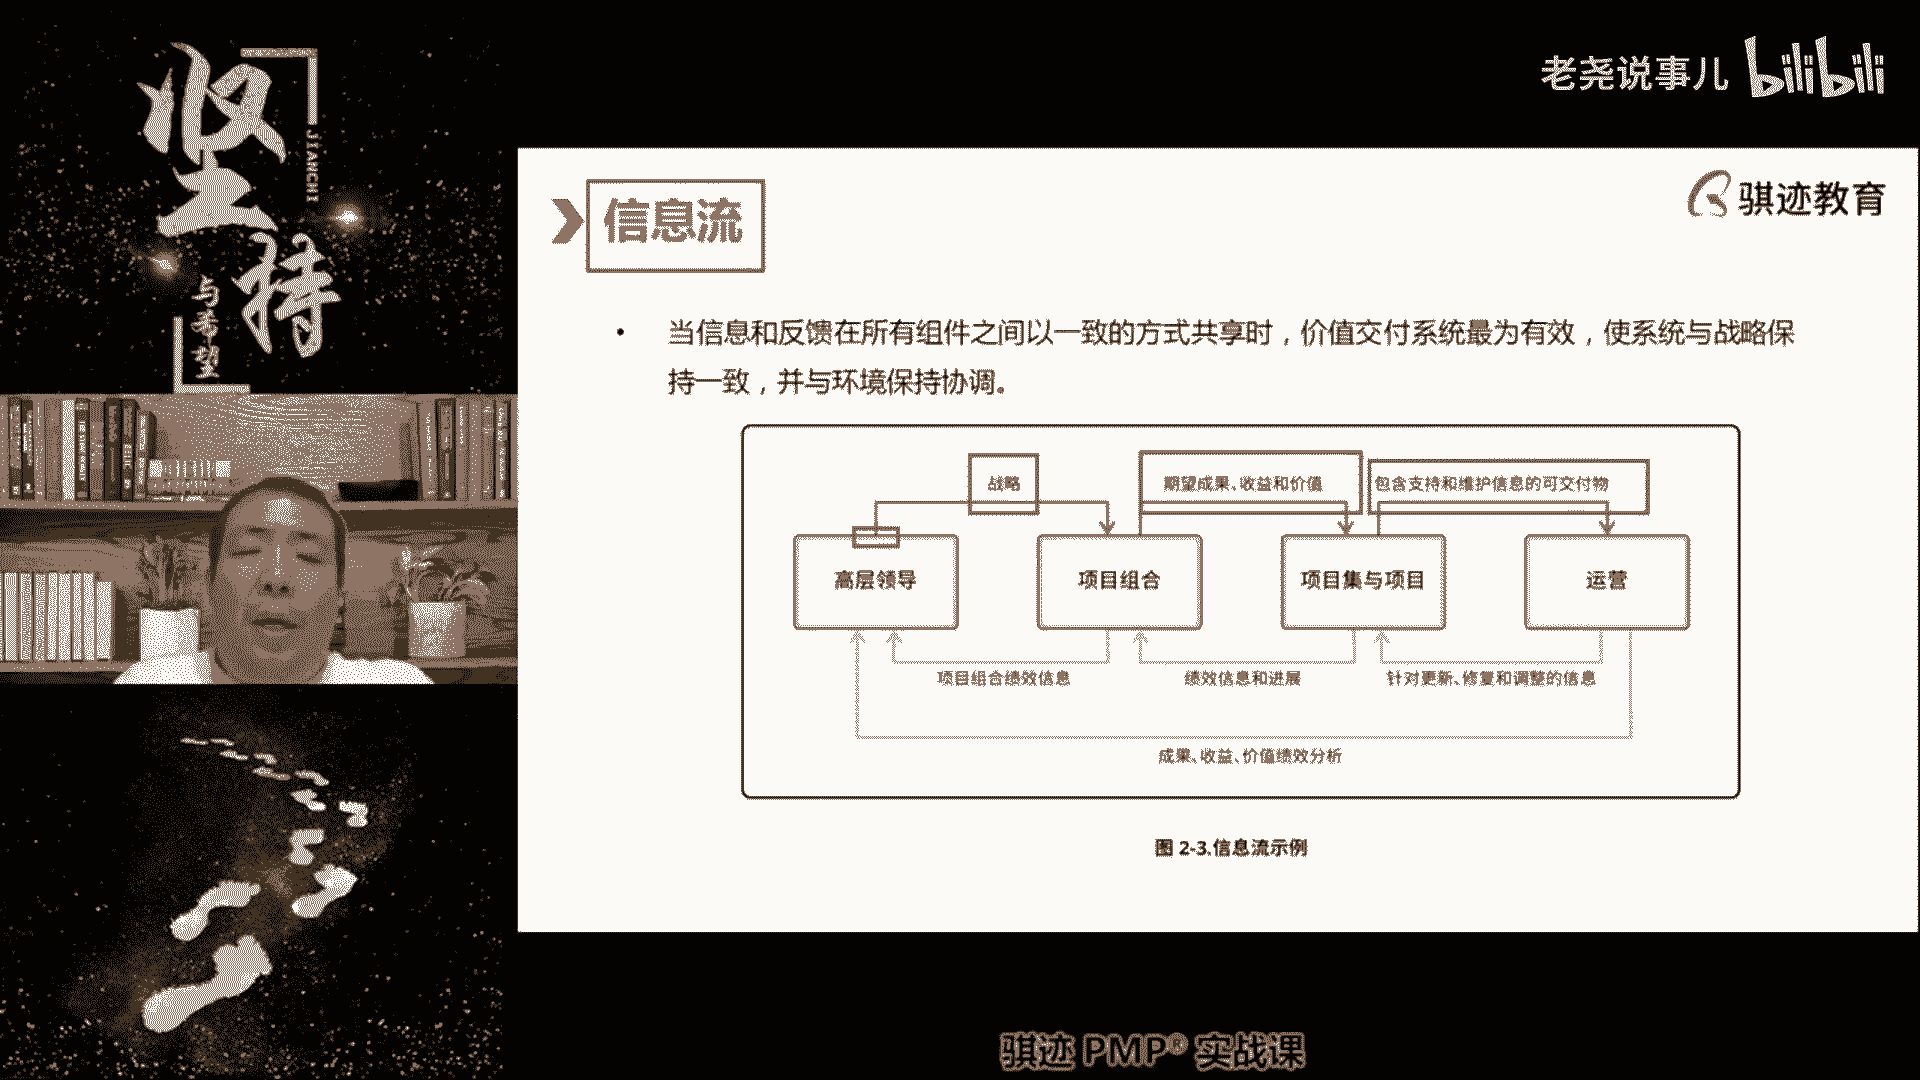 坚持
JIANCHI
与希望
老尧说事儿 bilibili
信息流
骐迹教育
• 当信息和反馈在所有组件之间以一致的方式共享时，价值交付系统最为有效，使系统与战略保
持一致，并与环境保持协调。
战略
期望成果、收益和价值
包含支持和维护信息的可交付物
高层领导
项目组合
项目集与项目
运营
项目组合绩效信息
绩效信息和进展
针对更新、修复和调整的信息
成果、收益、价值绩效分析
图 2-3.信息流示例
骐迹 PMP® 实战课